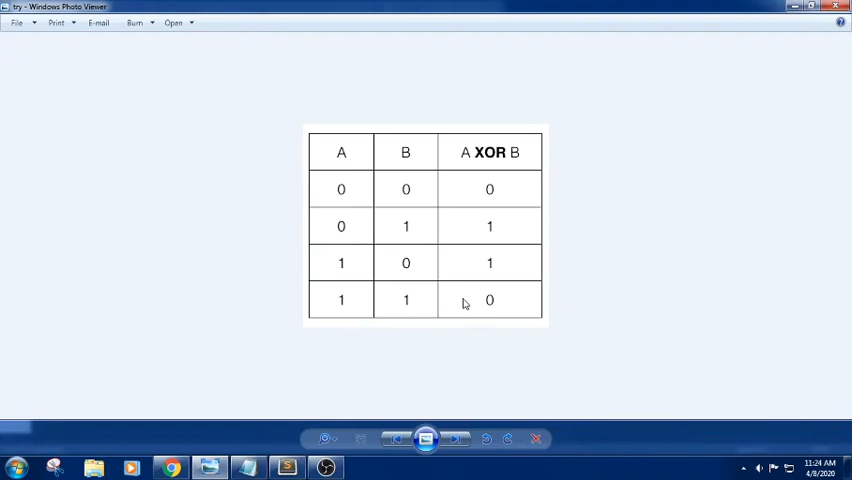 try - Windows Photo Viewer
File Print E-mail Burn Open
A B A XOR B
0 0 0
0 1 1
1 0 1
1 1 0
11:24 AM
4/8/2020